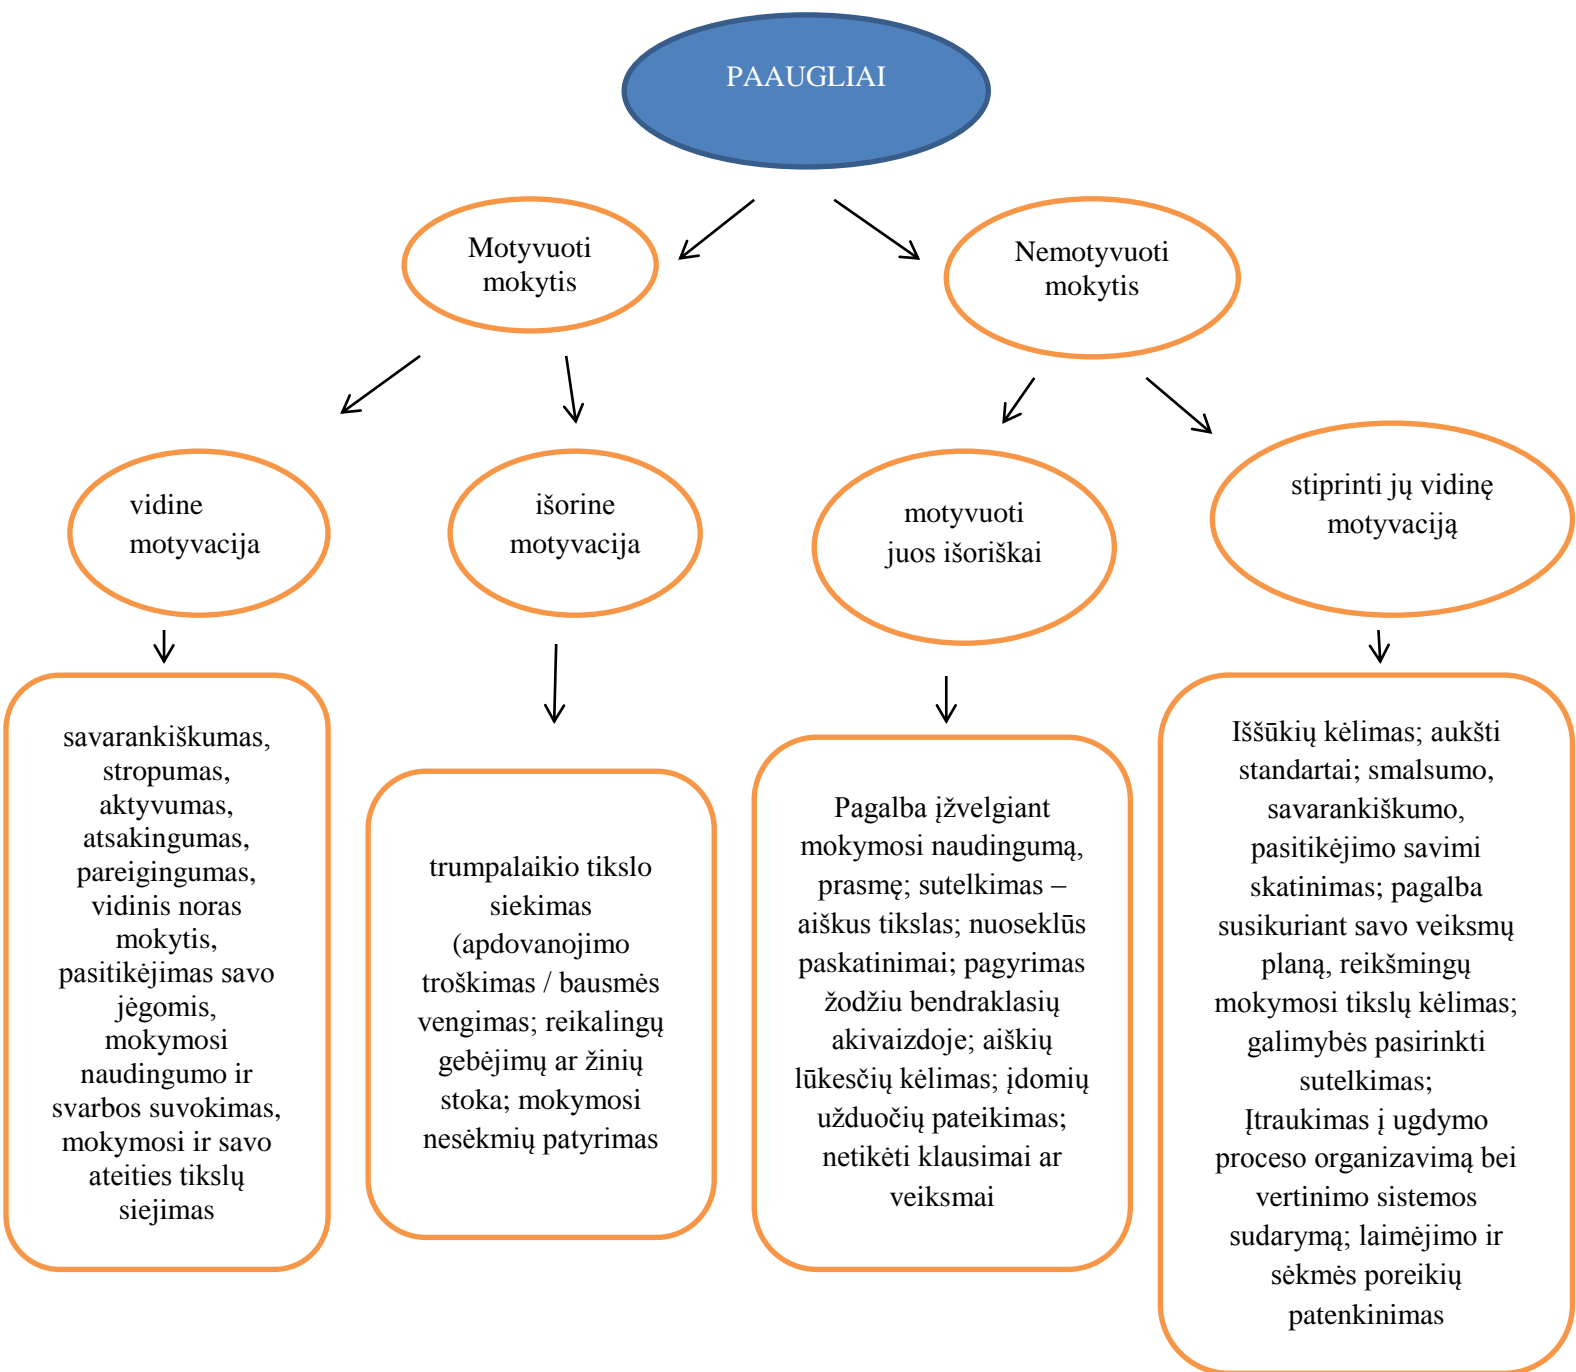 PAAUGLIAI
Motyvuoti
mokytis
Nemotyvuoti
mokytis
vidine
motyvacija
išorine
motyvacija
motyvuoti
juos išoriškai
stiprinti jų vidinę
motyvaciją
savarankiškumas,
stropumas,
aktyvumas,
atsakingumas,
pareigingumas,
vidinis noras
mokytis,
pasitikėjimas savo
jėgomis,
mokymosi
naudingumo ir
svarbos suvokimas,
mokymosi ir savo
ateities tikslų
siejimas
trumpalaikio tikslo
siekimas
(apdovanojimo
troškimas / bausmės
vengimas; reikalingų
gebėjimų ar žinių
stoka; mokymosi
nesėkmių patyrimas
Pagalba įžvelgiant
mokymosi naudingumą,
prasmę; sutelkimas –
aiškus tikslas; nuoseklūs
paskatinimai; pagyrimas
žodžiu bendraklasių
akivaizdoje; aiškių
lūkesčių kėlimas; įdomių
užduočių pateikimas;
netikėti klausimai ar
veiksmai
Iššūkių kėlimas; aukšti
standartai; smalsumo,
savarankiškumo,
pasitikėjimo savimi
skatinimas; pagalba
susikuriant savo veiksmų
planą, reikšmingų
mokymosi tikslų kėlimas;
galimybės pasirinkti
sutelkimas;
Įtraukimas į ugdymo
proceso organizavimą bei
vertinimo sistemos
sudarymą; laimėjimo ir
sėkmės poreikių
patenkinimas